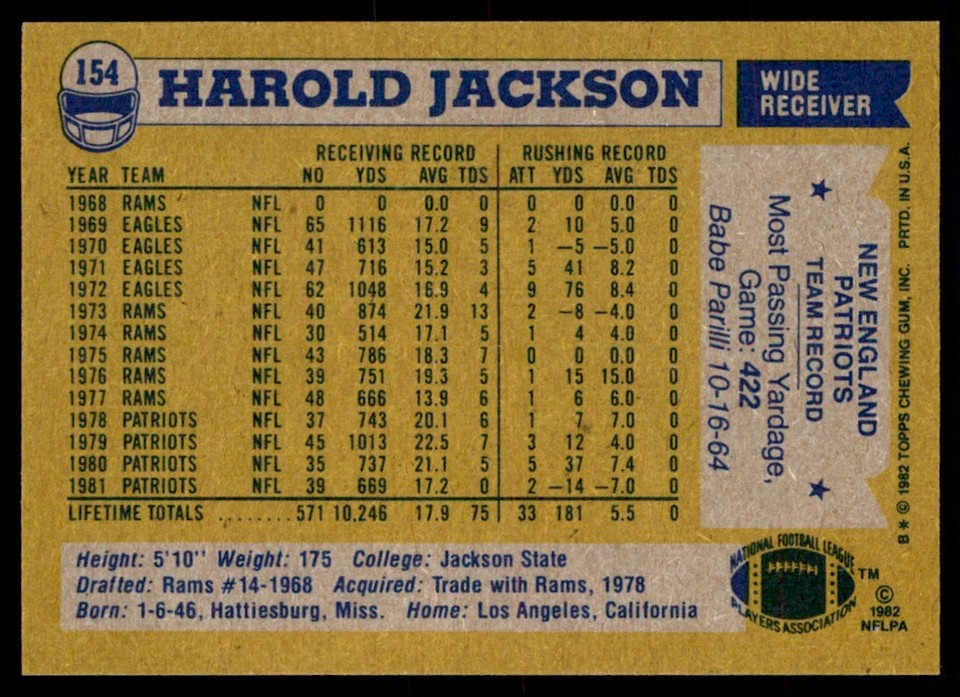 154
HAROLD JACKSON
WIDE
RECEIVER
RECEIVING RECORD RUSHING RECORD
YEAR TEAM NO YDS AVG TDS ATT YDS AVG TDS
1968 RAMS NFL 0 0 0.0 0 0 0 0.0 0
1969 EAGLES NFL 65 1116 17.2 9 2 10 5.0 0
1970 EAGLES NFL 41 613 15.0 5 1 –5 –5.0 0
1971 EAGLES NFL 47 716 15.2 3 5 41 8.2 0
1972 EAGLES NFL 62 1048 16.9 4 9 76 8.4 0
1973 RAMS NFL 40 874 21.9 13 2 –8 –4.0 0
1974 RAMS NFL 30 514 17.1 5 1 4 4.0 0
1975 RAMS NFL 43 786 18.3 7 0 0 0.0 0
1976 RAMS NFL 39 751 19.3 5 1 15 15.0 0
1977 RAMS NFL 48 666 13.9 6 1 6 6.0 0
1978 PATRIOTS NFL 37 743 20.1 6 1 7 7.0 0
1979 PATRIOTS NFL 45 1013 22.5 7 3 12 4.0 0
1980 PATRIOTS NFL 35 737 21.1 5 5 37 7.4 0
1981 PATRIOTS NFL 39 669 17.2 0 2 –14 –7.0 0
LIFETIME TOTALS ........ 571 10,246 17.9 75 33 181 5.5 0
Height: 5'10" Weight: 175 College: Jackson State
Drafted: Rams #14-1968 Acquired: Trade with Rams, 1978
Born: 1-6-46, Hattiesburg, Miss. Home: Los Angeles, California
NEW ENGLAND
PATRIOTS
★ TEAM RECORD ★
Most Passing Yardage,
Game: 422
Babe Parilli 10-16-64
B* © 1982 TOPPS CHEWING GUM, INC. PRTD. IN U.S.A.
NATIONAL FOOTBALL LEAGUE
PLAYERS ASSOCIATION
TM
©
1982
NFLPA